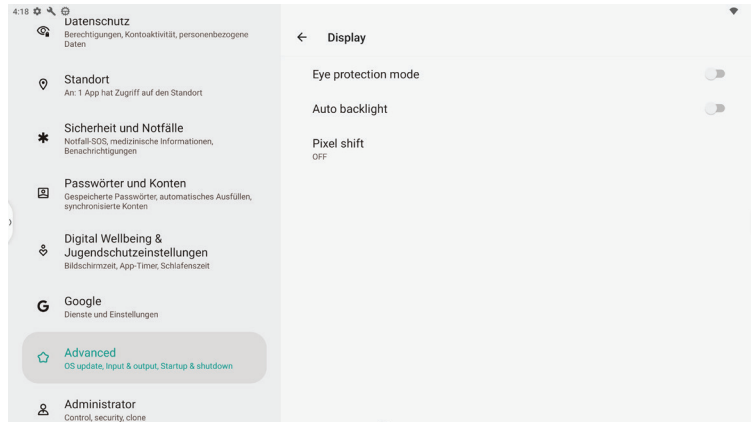 4:18
Datenschutz
Berechtigungen, Kontoaktivität, personenbezogene
Daten
Standort
An: 1 App hat Zugriff auf den Standort
Sicherheit und Notfälle
Notfall-SOS, medizinische Informationen,
Benachrichtigungen
Passwörter und Konten
Gespeicherte Passwörter, automatisches Ausfüllen,
synchronisierte Konten
Digital Wellbeing &
Jugendschutzeinstellungen
Bildschirmzeit, App-Timer, Schlafenszeit
Google
Dienste und Einstellungen
Advanced
OS update, Input & output, Startup & shutdown
Administrator
Control, security, clone
Display
Eye protection mode
Auto backlight
Pixel shift
OFF